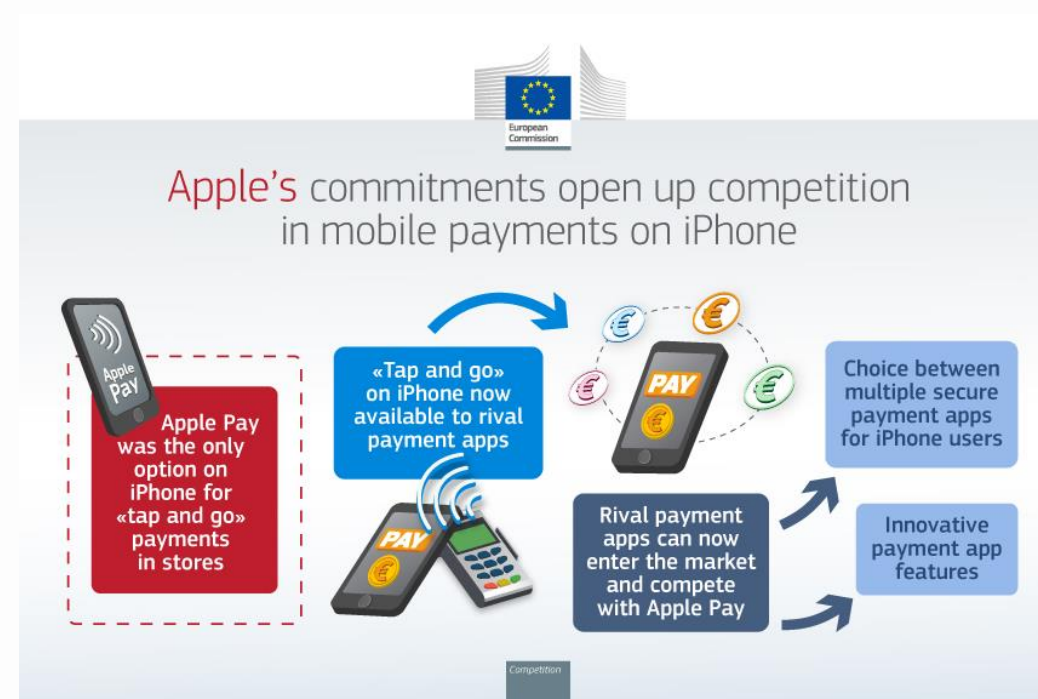 European
Commission
Apple's commitments open up competition
in mobile payments on iPhone
Apple
Pay
Apple Pay
was the only
option on
iPhone for
«tap and go»
payments
in stores
«Tap and go»
on iPhone now
available to rival
payment apps
PAY
€
€
€
€
€
PAY
€
Rival payment
apps can now
enter the market
and compete
with Apple Pay
Choice between
multiple secure
payment apps
for iPhone users
Innovative
payment app
features
Competition